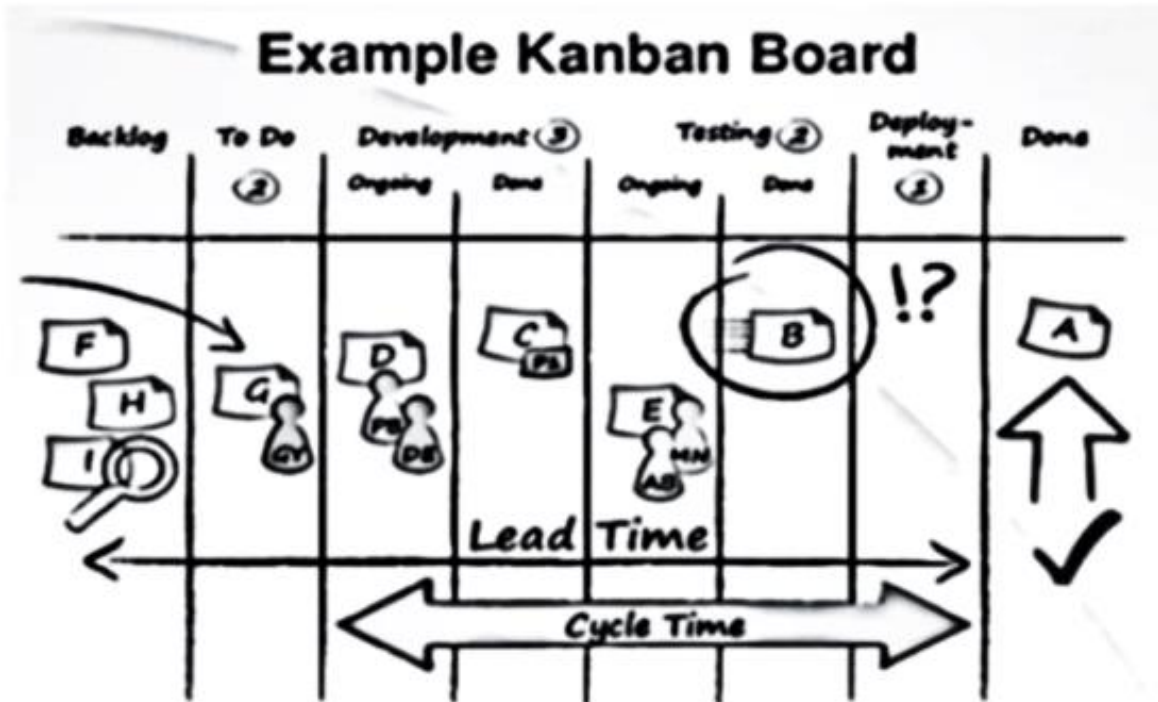 Example Kanban Board
Backlog To Do Development 3 Testing 2 Deploy-
ment Done
2 Ongoing Done Ongoing Done 1
!?
F G D C B A
H E
I GY PB DB AB MN
Lead Time
Cycle Time